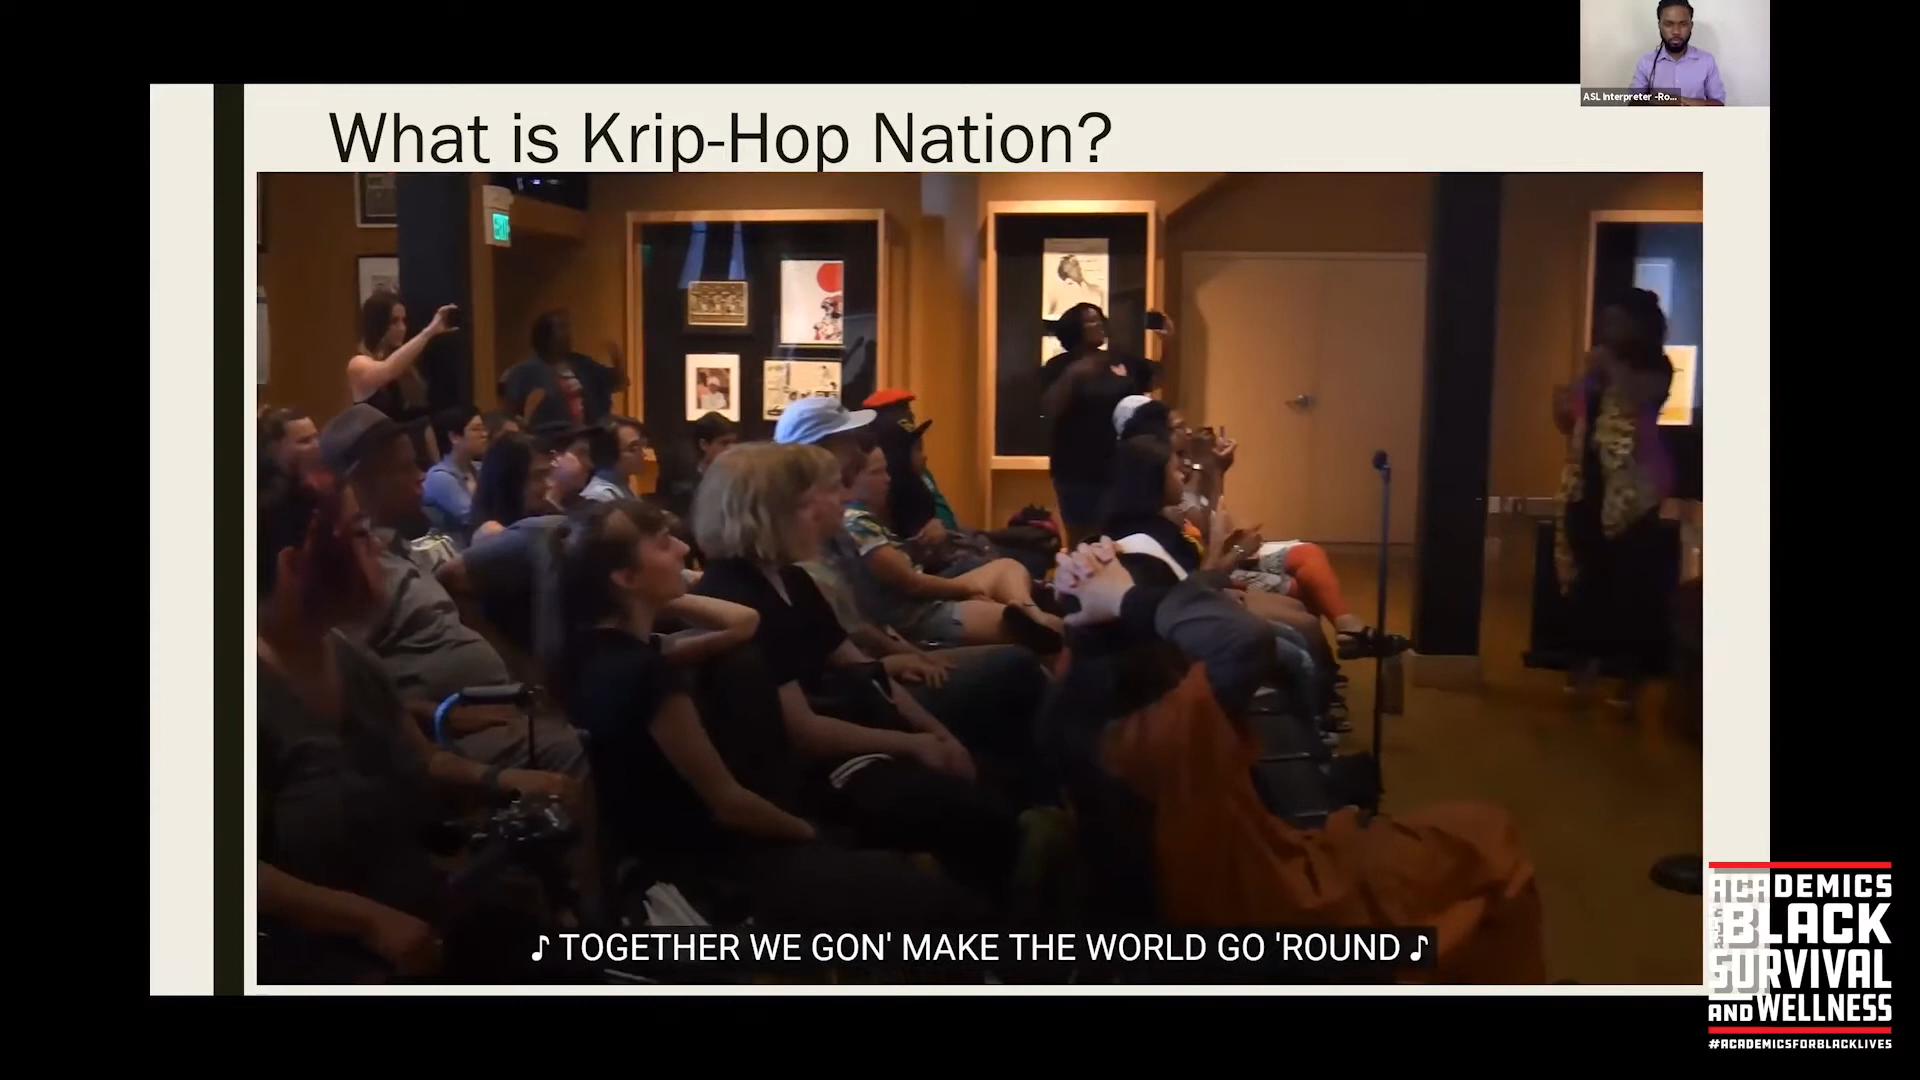 ASL Interpreter -Ro...
What is Krip-Hop Nation?
EXIT
♪ TOGETHER WE GON' MAKE THE WORLD GO 'ROUND ♪
ACADEMICS
BLACK
SURVIVAL
AND WELLNESS
#ACADEMICSFORBLACKLIVES